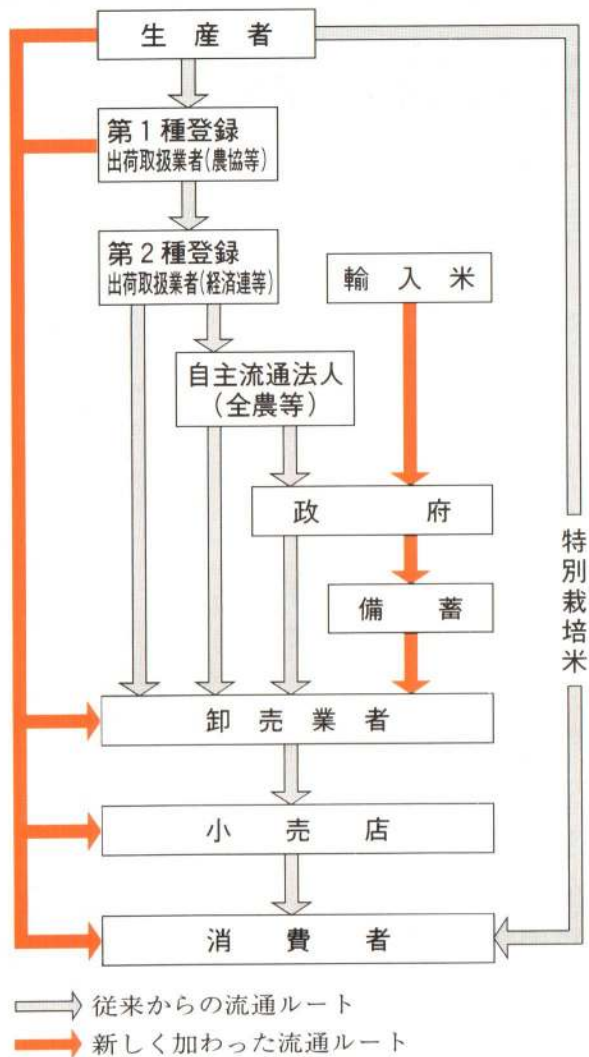 生産者
第1種登録
出荷取扱業者(農協等)
第2種登録
出荷取扱業者(経済連等)
輸入米
自主流通法人
(全農等)
政府
備蓄
特別栽培米
卸売業者
小売店
消費者
従来からの流通ルート
新しく加わった流通ルート